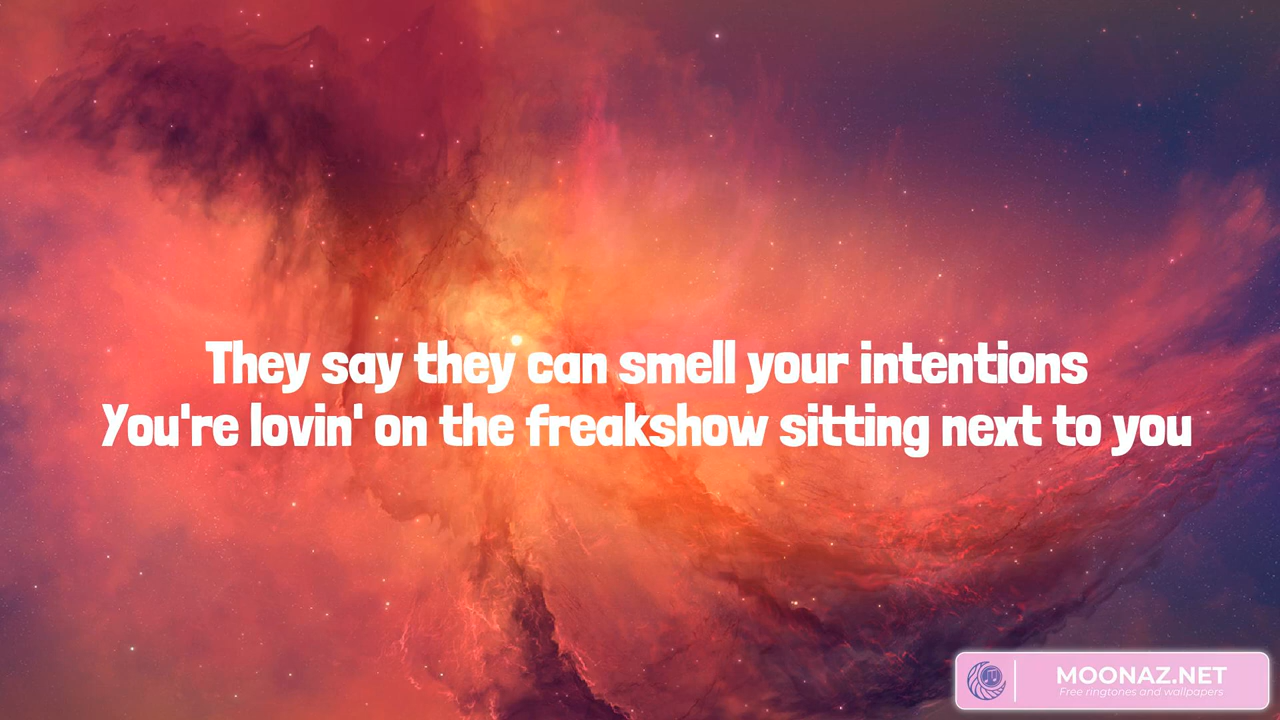 They say they can smell your intentions
You're lovin' on the freakshow sitting next to you
MOONAZ.NET
Free ringtones and wallpapers